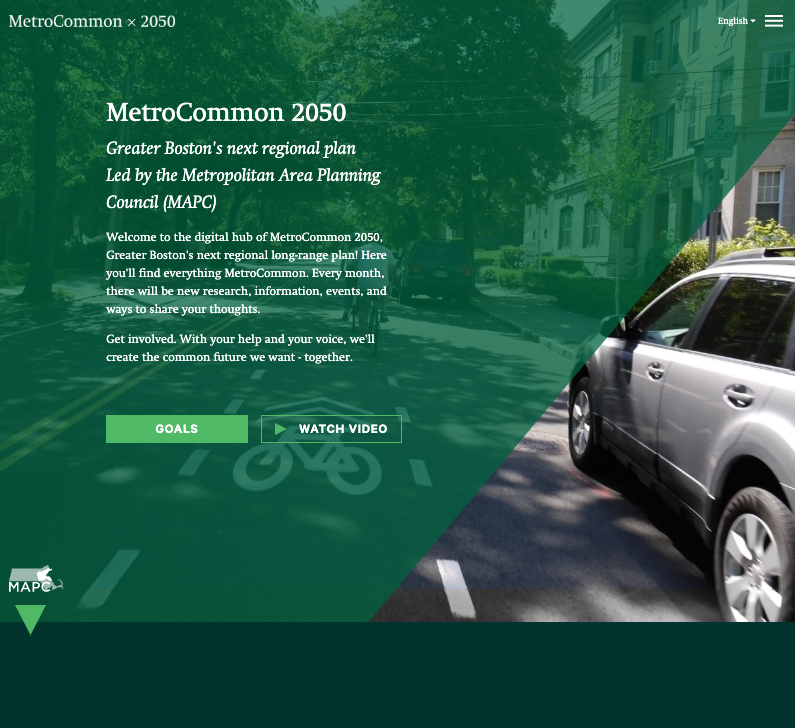 MetroCommon × 2050
English
MetroCommon 2050
Greater Boston's next regional plan
Led by the Metropolitan Area Planning
Council (MAPC)
Welcome to the digital hub of MetroCommon 2050,
Greater Boston's next regional long-range plan! Here
you'll find everything MetroCommon. Every month,
there will be new research, information, events, and
ways to share your thoughts.
Get involved. With your help and your voice, we'll
create the common future we want - together.
GOALS
WATCH VIDEO
MAPC